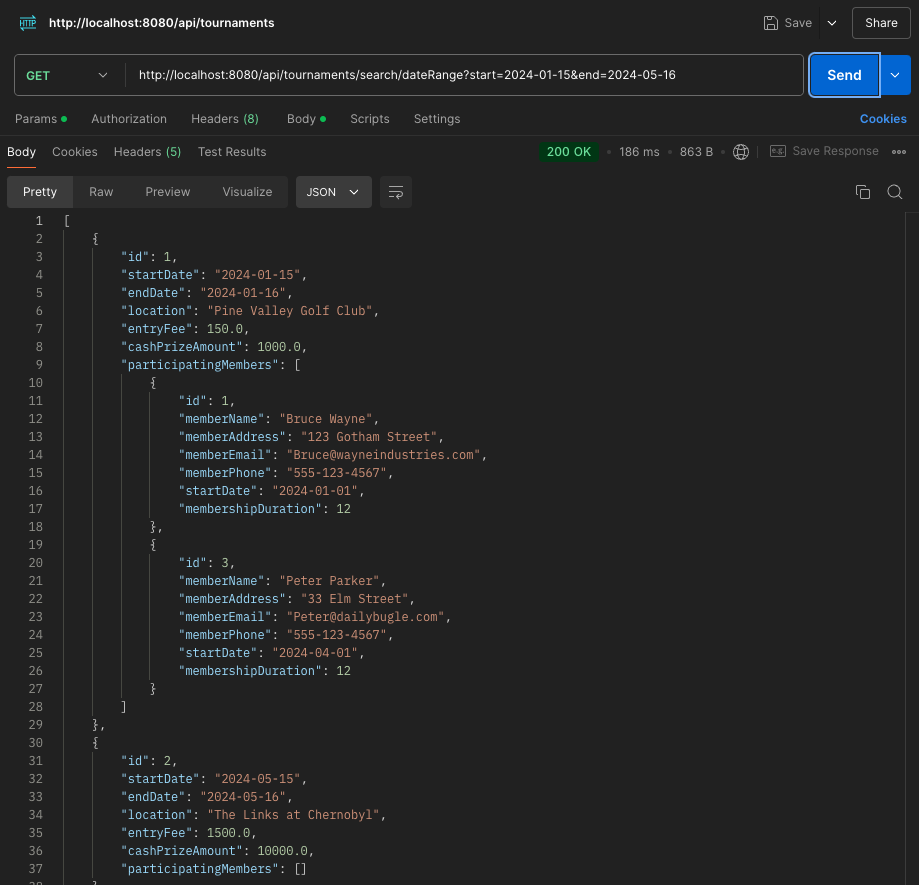 HTTP http://localhost:8080/api/tournaments Save Share
GET http://localhost:8080/api/tournaments/search/dateRange?start=2024-01-15&end=2024-05-16 Send
Params Authorization Headers (8) Body Scripts Settings Cookies
Body Cookies Headers (5) Test Results 200 OK 186 ms 863 B e.g. Save Response
Pretty Raw Preview Visualize JSON
1 [
2 {
3 "id": 1,
4 "startDate": "2024-01-15",
5 "endDate": "2024-01-16",
6 "location": "Pine Valley Golf Club",
7 "entryFee": 150.0,
8 "cashPrizeAmount": 1000.0,
9 "participatingMembers": [
10 {
11 "id": 1,
12 "memberName": "Bruce Wayne",
13 "memberAddress": "123 Gotham Street",
14 "memberEmail": "Bruce@wayneindustries.com",
15 "memberPhone": "555-123-4567",
16 "startDate": "2024-01-01",
17 "membershipDuration": 12
18 },
19 {
20 "id": 3,
21 "memberName": "Peter Parker",
22 "memberAddress": "33 Elm Street",
23 "memberEmail": "Peter@dailybugle.com",
24 "memberPhone": "555-123-4567",
25 "startDate": "2024-04-01",
26 "membershipDuration": 12
27 }
28 ]
29 },
30 {
31 "id": 2,
32 "startDate": "2024-05-15",
33 "endDate": "2024-05-16",
34 "location": "The Links at Chernobyl",
35 "entryFee": 1500.0,
36 "cashPrizeAmount": 10000.0,
37 "participatingMembers": []
38 }